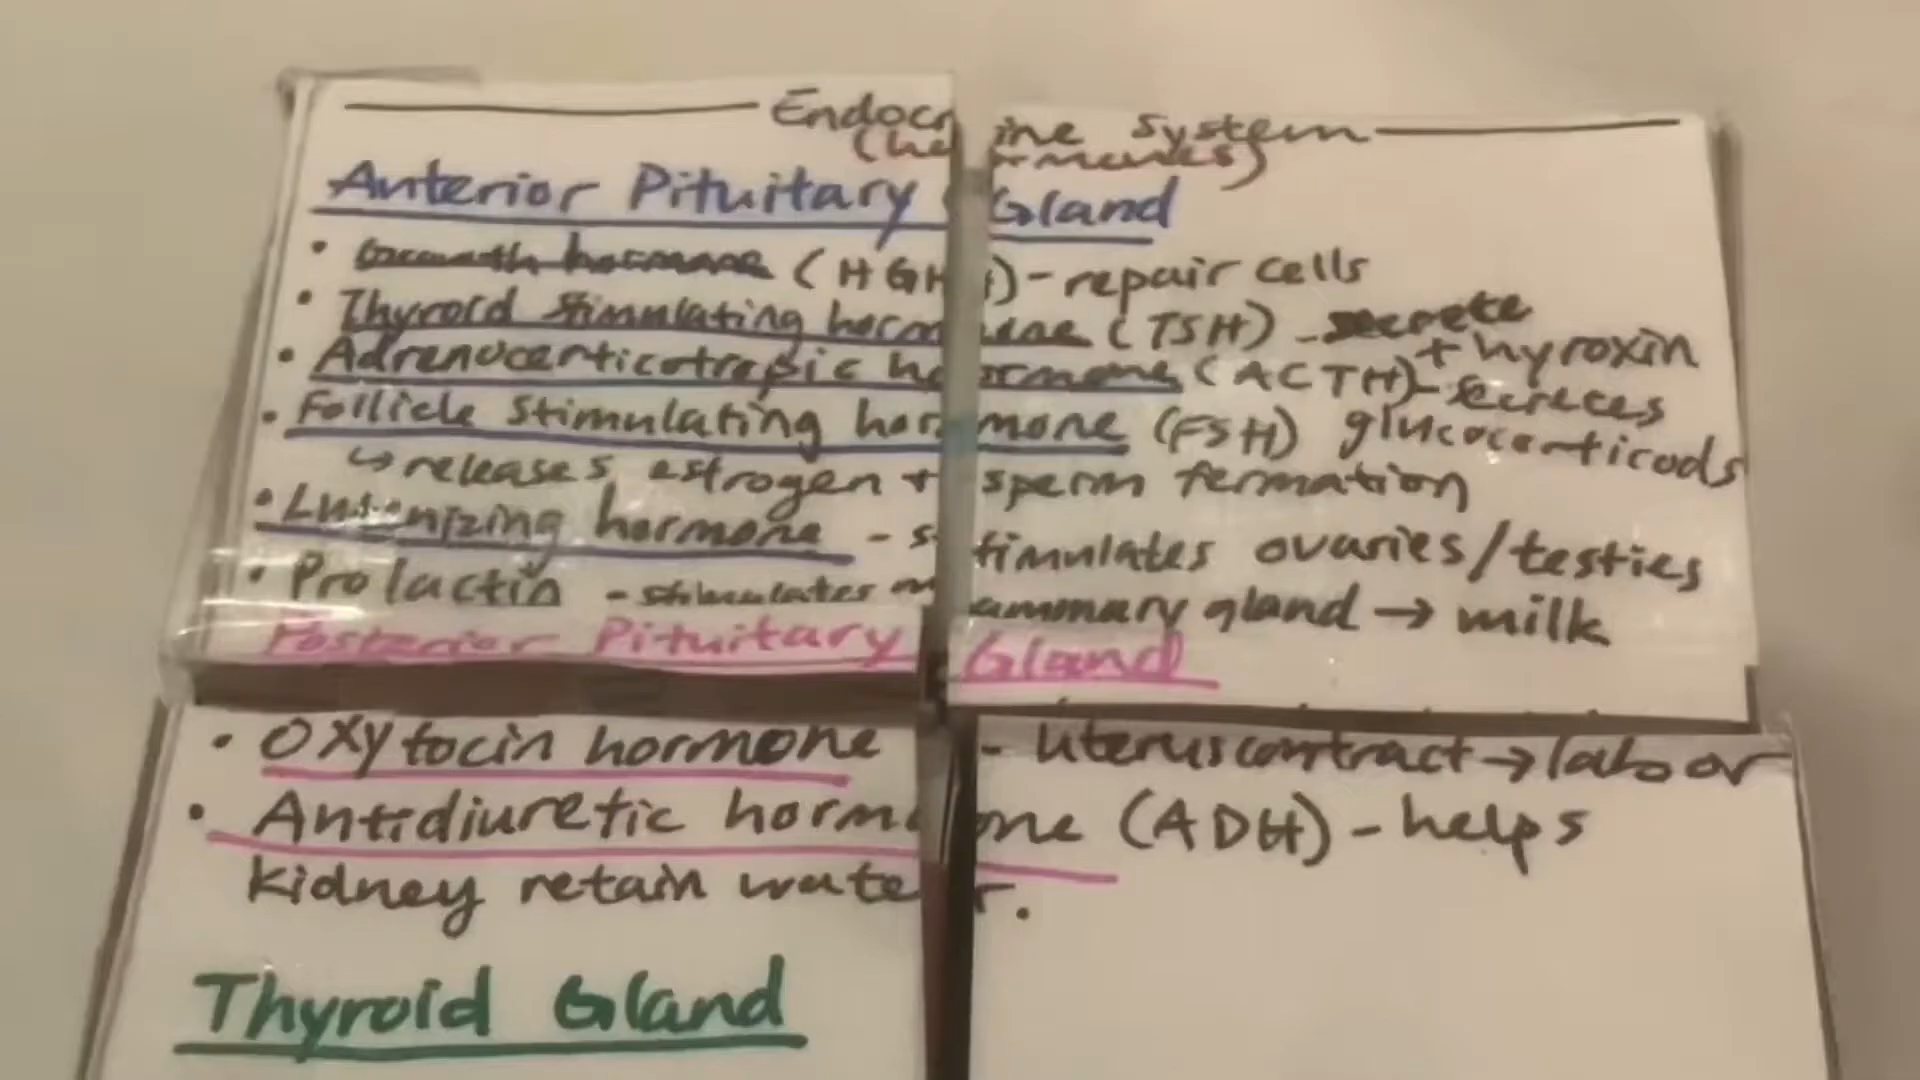 Endocrine System
(hormones)
Anterior Pituitary Gland
• Growth hormone (HGH) - repair cells
• Thyroid stimulating hormone (TSH) - secrete thyroxin
• Adrenocorticotropic hormone (ACTH) - secretes glucocorticods
• Follicle stimulating hormone (FSH)
↳ releases estrogen + sperm formation
• hormone - stimulates ovaries/testies
• Prolactin - stimulates mammary gland → milk
Posterior Pituitary Gland
• Oxytocin hormone - uterus contract → labor
• Antidiuretic hormone (ADH) - helps
kidney retain water.
Thyroid Gland